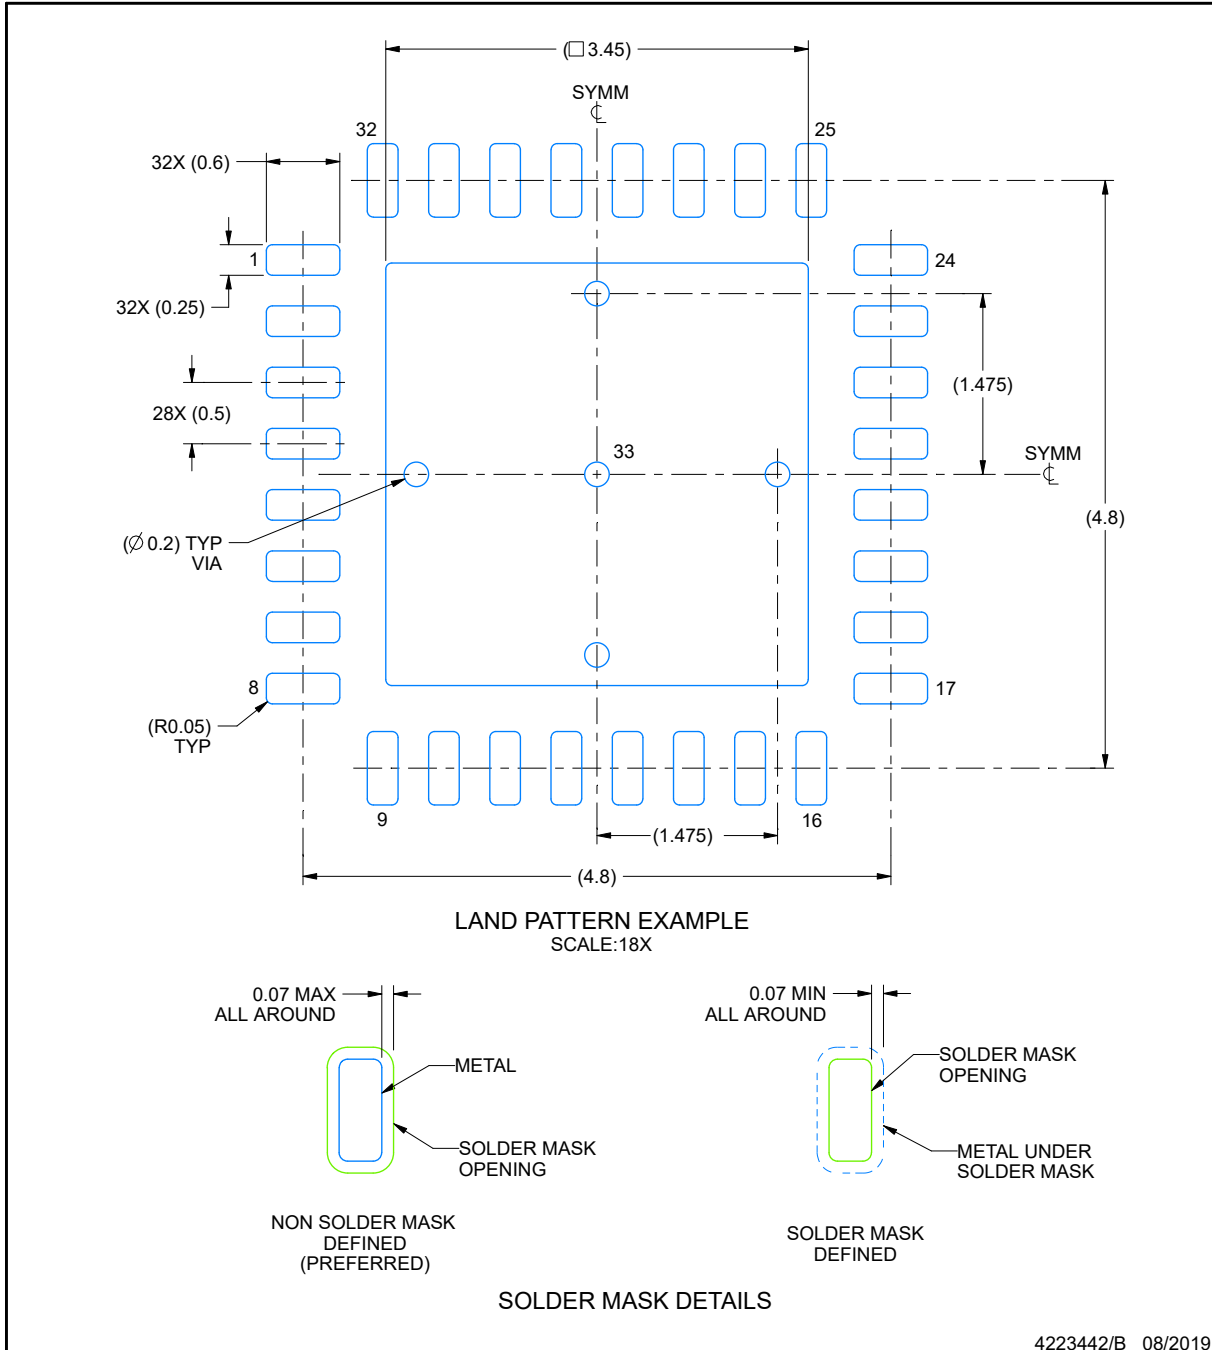 (□ 3.45)
SYMM
℄
32
25
32X (0.6)
1
24
32X (0.25)
(1.475)
28X (0.5)
33
SYMM
℄
(4.8)
(Ø 0.2) TYP
VIA
8
17
(R0.05)
TYP
9
16
(1.475)
(4.8)
LAND PATTERN EXAMPLE
SCALE:18X
0.07 MAX
ALL AROUND
METAL
SOLDER MASK
OPENING
NON SOLDER MASK
DEFINED
(PREFERRED)
0.07 MIN
ALL AROUND
SOLDER MASK
OPENING
METAL UNDER
SOLDER MASK
SOLDER MASK
DEFINED
SOLDER MASK DETAILS
4223442/B 08/2019